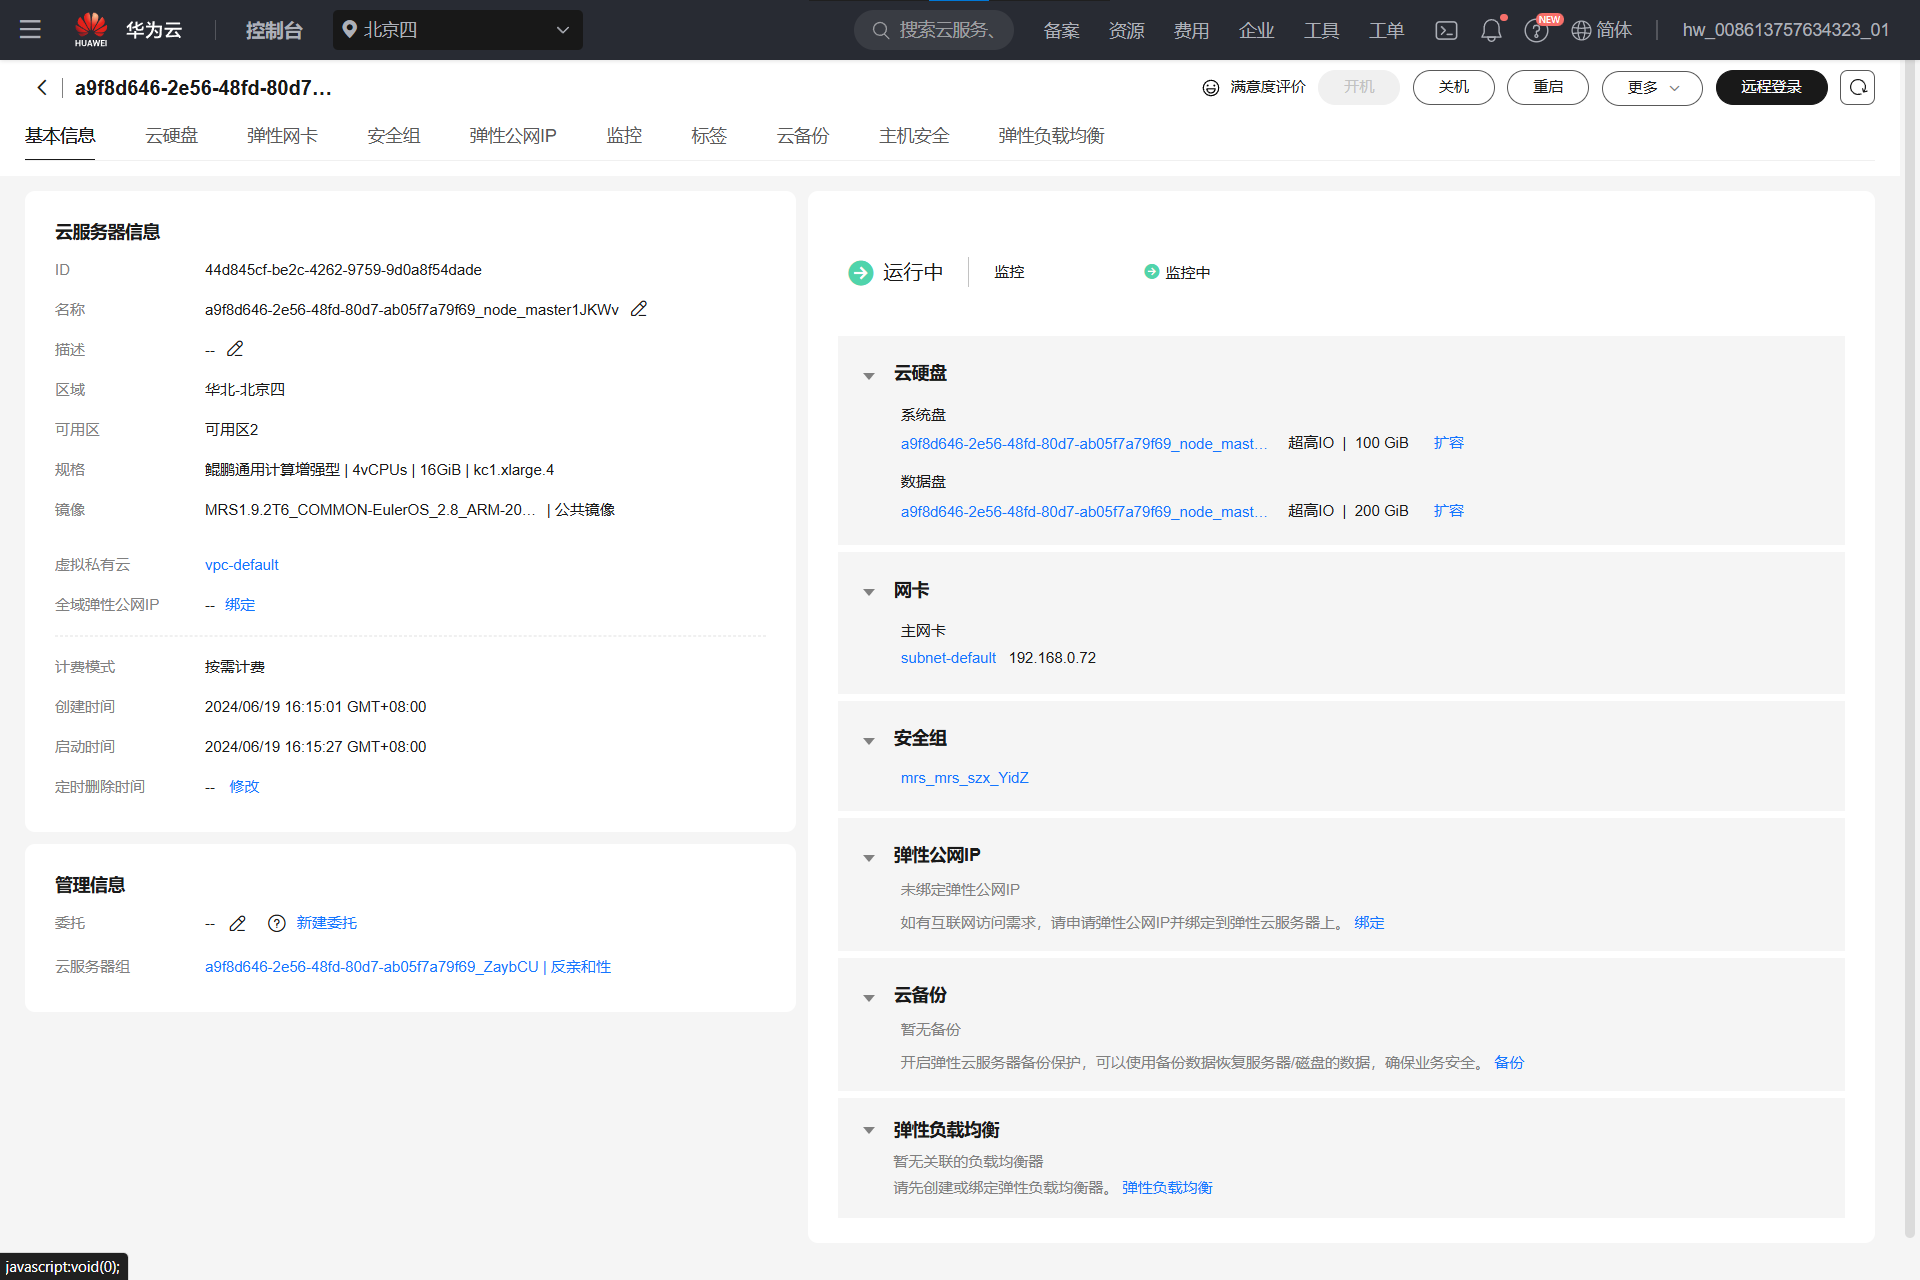 HUAWEI
华为云
控制台
北京四
搜索云服务、
备案
资源
费用
企业
工具
工单
NEW
简体
hw_008613757634323_01
a9f8d646-2e56-48fd-80d7...
满意度评价
开机
关机
重启
更多
远程登录
基本信息
云硬盘
弹性网卡
安全组
弹性公网IP
监控
标签
云备份
主机安全
弹性负载均衡
云服务器信息
ID 44d845cf-be2c-4262-9759-9d0a8f54dade
名称 a9f8d646-2e56-48fd-80d7-ab05f7a79f69_node_master1JKWv
描述 --
区域 华北-北京四
可用区 可用区2
规格 鲲鹏通用计算增强型 | 4vCPUs | 16GiB | kc1.xlarge.4
镜像 MRS1.9.2T6_COMMON-EulerOS_2.8_ARM-20... | 公共镜像
虚拟私有云 vpc-default
全域弹性公网IP -- 绑定
计费模式 按需计费
创建时间 2024/06/19 16:15:01 GMT+08:00
启动时间 2024/06/19 16:15:27 GMT+08:00
定时删除时间 -- 修改
管理信息
委托 -- 新建委托
云服务器组 a9f8d646-2e56-48fd-80d7-ab05f7a79f69_ZaybCU | 反亲和性
运行中 监控 监控中
云硬盘
系统盘
a9f8d646-2e56-48fd-80d7-ab05f7a79f69_node_mast... 超高IO | 100 GiB 扩容
数据盘
a9f8d646-2e56-48fd-80d7-ab05f7a79f69_node_mast... 超高IO | 200 GiB 扩容
网卡
主网卡
subnet-default 192.168.0.72
安全组
mrs_mrs_szx_YidZ
弹性公网IP
未绑定弹性公网IP
如有互联网访问需求，请申请弹性公网IP并绑定到弹性云服务器上。 绑定
云备份
暂无备份
开启弹性云服务器备份保护，可以使用备份数据恢复服务器/磁盘的数据，确保业务安全。 备份
弹性负载均衡
暂无关联的负载均衡器
请先创建或绑定弹性负载均衡器。 弹性负载均衡
javascript:void(0);